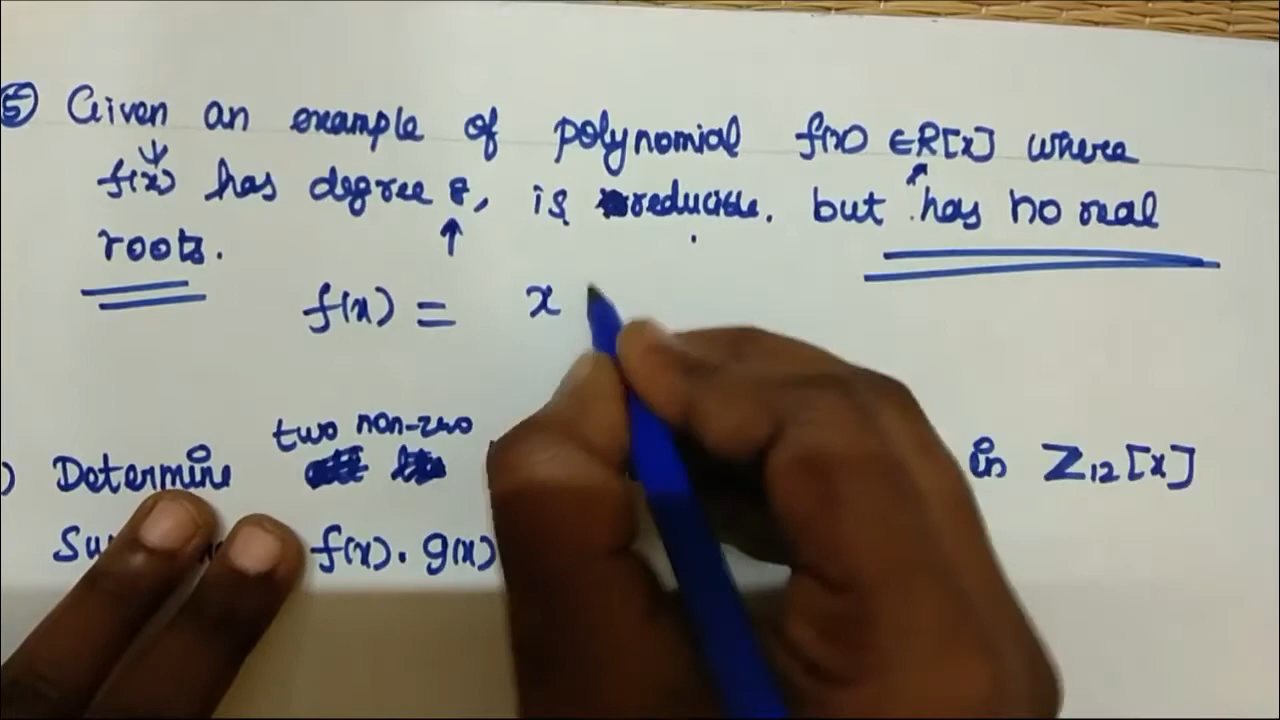 ⑤ Given an example of polynomial f(x) ∈ R[x] where
f(x) has degree 8, is reducible. but has no real
roots.
f(x) = x
two non-zero
) Determine in Z₁₂[x]
f(x). g(x)